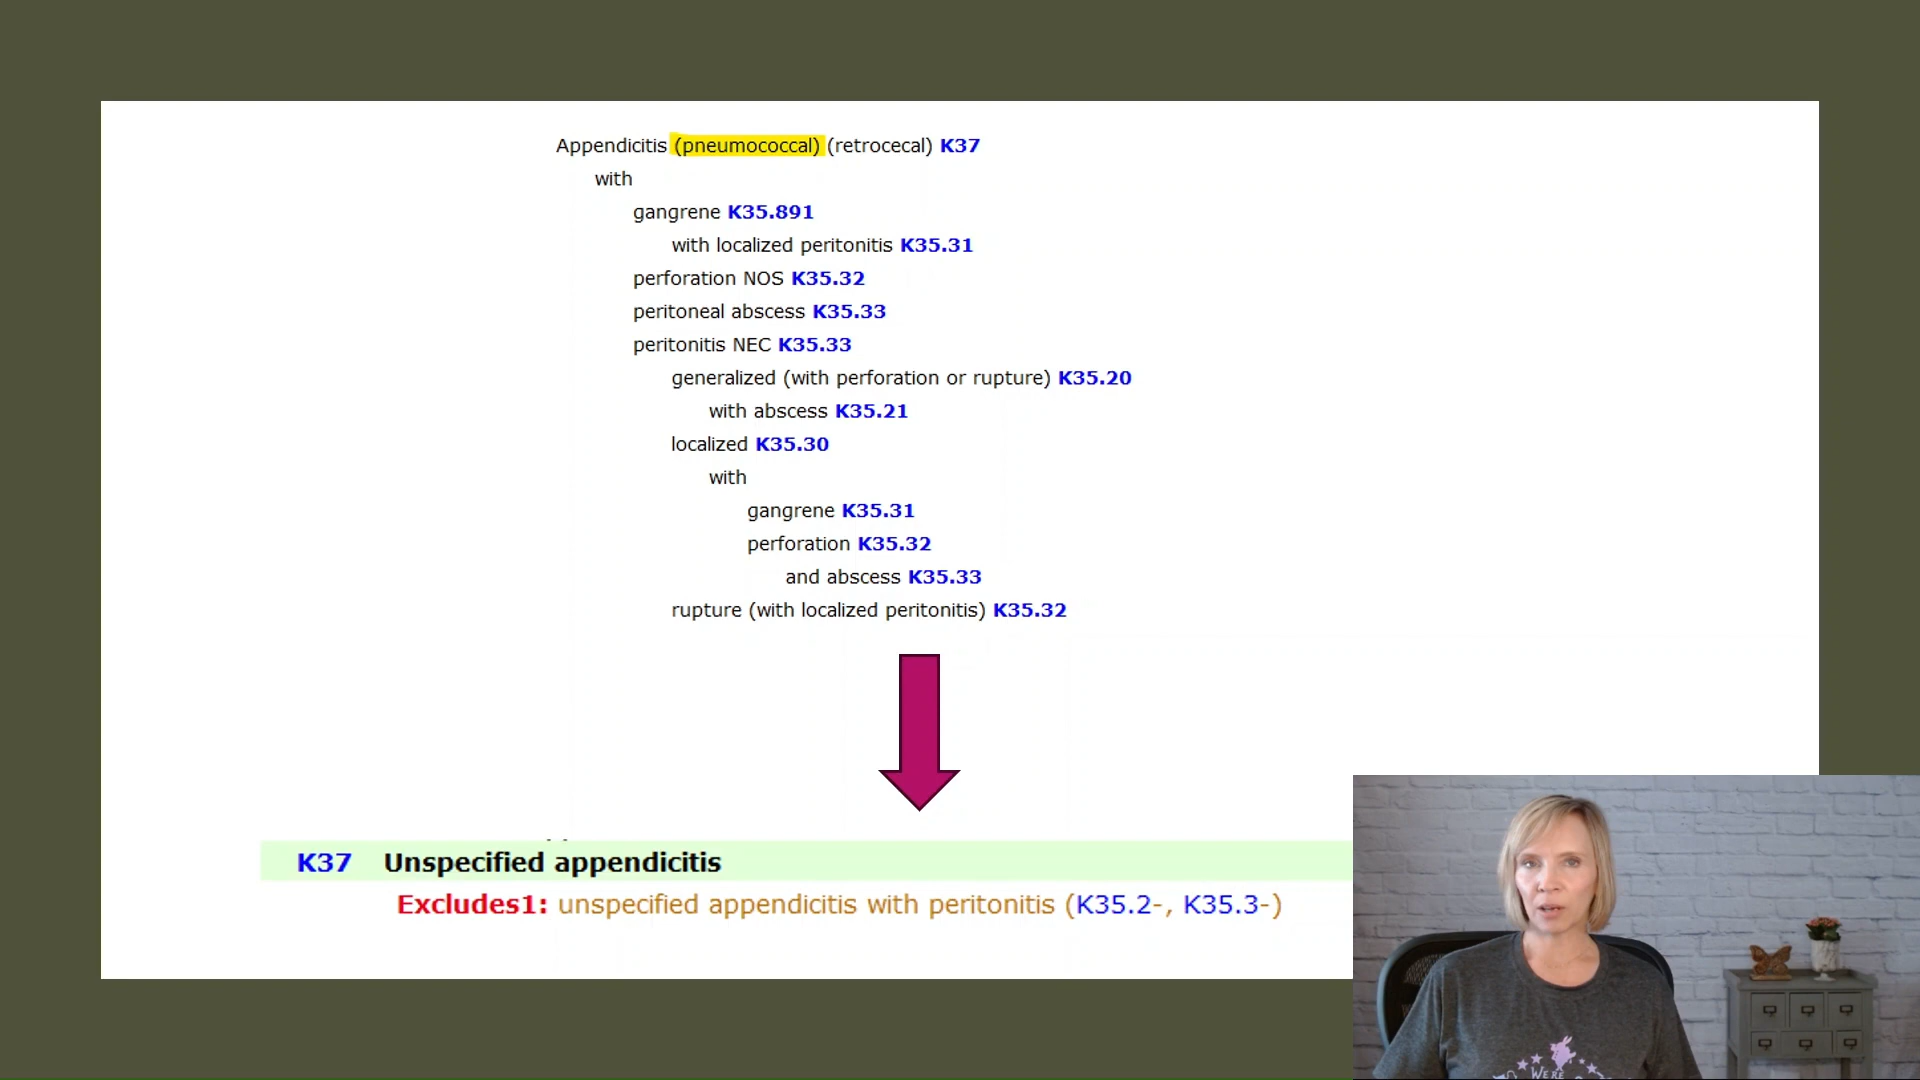 Appendicitis (pneumococcal) (retrocecal) K37
with
gangrene K35.891
with localized peritonitis K35.31
perforation NOS K35.32
peritoneal abscess K35.33
peritonitis NEC K35.33
generalized (with perforation or rupture) K35.20
with abscess K35.21
localized K35.30
with
gangrene K35.31
perforation K35.32
and abscess K35.33
rupture (with localized peritonitis) K35.32
K37 Unspecified appendicitis
Excludes1: unspecified appendicitis with peritonitis (K35.2-, K35.3-)
WE'RE